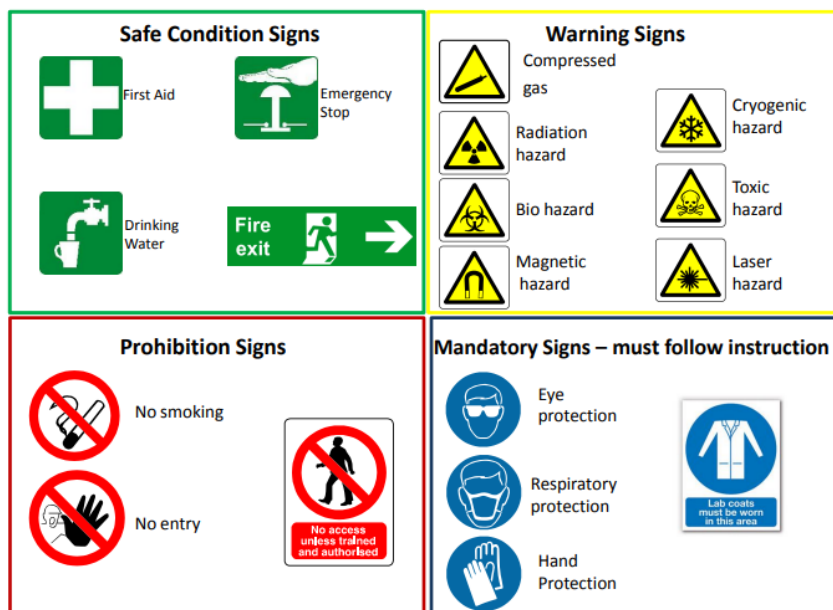 Safe Condition Signs
First Aid
Emergency
Stop
Drinking
Water
Fire
exit
Warning Signs
Compressed
gas
Radiation
hazard
Bio hazard
Magnetic
hazard
Cryogenic
hazard
Toxic
hazard
Laser
hazard
Prohibition Signs
No smoking
No entry
No access
unless trained
and authorised
Mandatory Signs – must follow instruction
Eye
protection
Respiratory
protection
Hand
Protection
Lab coats
must be worn
in this area